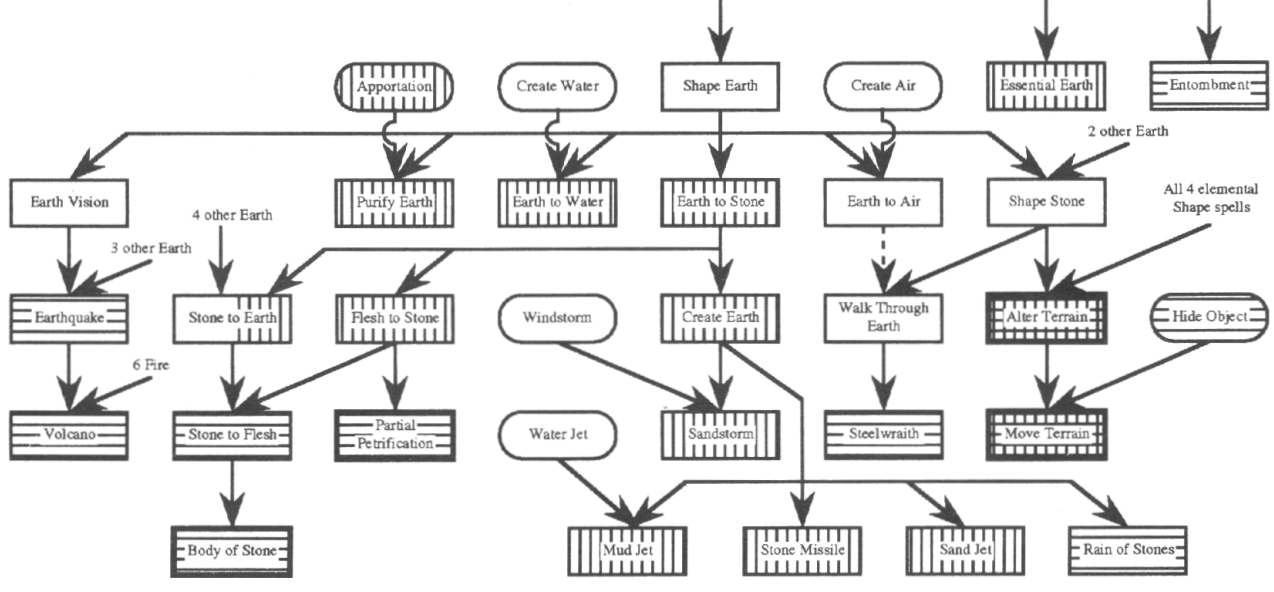 Apportation
Create Water
Shape Earth
Create Air
Essential Earth
Entombment
2 other Earth
Earth Vision
Purify Earth
Earth to Water
Earth to Stone
Earth to Air
Shape Stone
All 4 elemental
Shape spells
4 other Earth
3 other Earth
Earthquake
Stone to Earth
Flesh to Stone
Windstorm
Create Earth
Walk Through
Earth
Alter Terrain
Hide Object
6 Fire
Volcano
Stone to Flesh
Partial
Petrification
Water Jet
Sandstorm
Steelwraith
Move Terrain
Body of Stone
Mud Jet
Stone Missile
Sand Jet
Rain of Stones